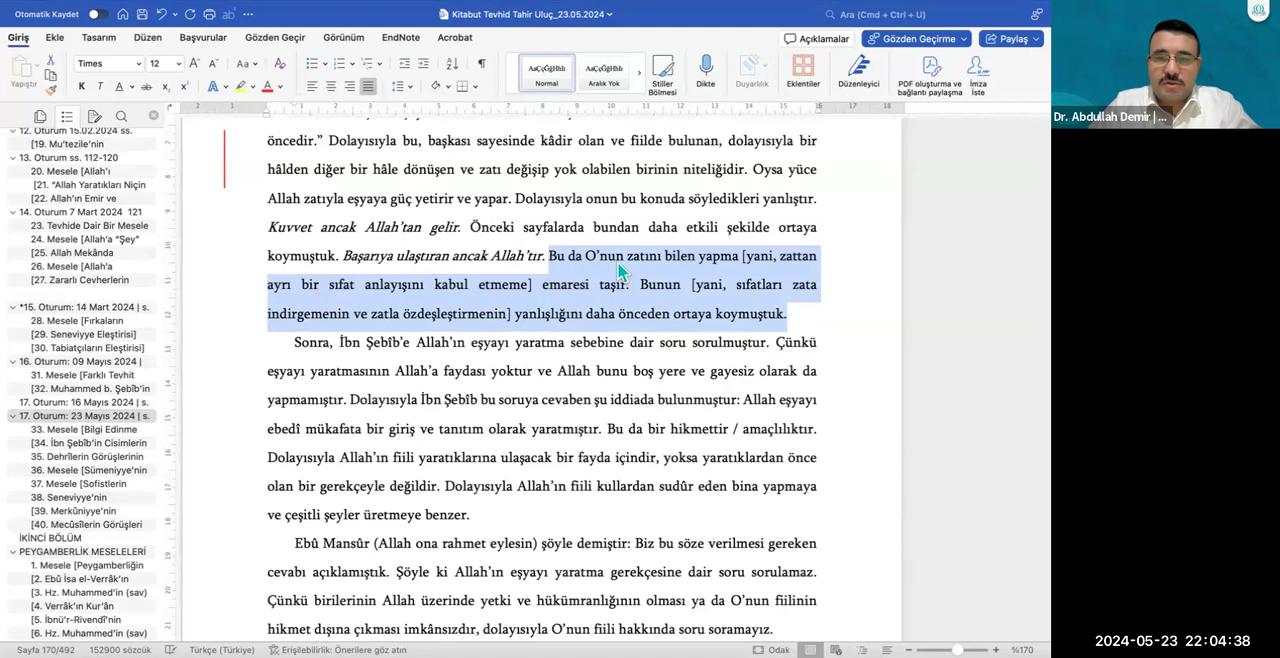 Otomatik Kaydet
Kitabut Tevhid Tahir Uluç_23.05.2024
Ara (Cmd + Ctrl + U)
Giriş Ekle Tasarım Düzen Başvurular Gözden Geçir Görünüm EndNote Acrobat
Açıklamalar Gözden Geçirme Paylaş
Yapıştır
Times 12
AaÇçĞğHh AaÇçĞğHh
Normal Aralık Yok
Stiller Bölmesi
Dikte
Duyarlılık
Eklentiler
Düzenleyici
PDF oluşturma ve bağlantı paylaşma
İmza İste
K T A
12. Oturum 15.02.2024 ss.
[19. Mu'tezile'nin
13. Oturum ss. 112-120
20. Mesele [Allah'ı
[21. “Allah Yaratıkları Niçin
[22. Allah'ın Emir ve
14. Oturum 7 Mart 2024 121
23. Tevhide Dair Bir Mesele
24. Mesele [Allah'a “Şey”
[25. Allah Mekânda
26. Mesele [Allah'a
[27. Zararlı Cevherlerin
*15. Oturum: 14 Mart 2024 | s.
28. Mesele [Fırkaların
[29. Seneviyye Eleştirisi]
[30. Tabiatçıların Eleştirisi]
16. Oturum: 09 Mayıs 2024 |
31. Mesele [Farklı Tevhit
[32. Muhammed b. Şebîb'in
17. Oturum: 16 Mayıs 2024 | s.
17. Oturum: 23 Mayıs 2024 | s.
33. Mesele [Bilgi Edinme
[34. İbn Şebîb'in Cisimlerin
35. Dehrîlerin Görüşlerinin
36. Mesele [Sümeniyye'nin
37. Mesele [Sofistlerin
38. Seneviyye'nin
[39. Merkûniyye'nin
[40. Mecûsîlerin Görüşleri
İKİNCİ BÖLÜM
PEYGAMBERLİK MESELELERİ
1. Mesele [Peygamberliğin
[2. Ebû İsa el-Verrâk'ın
[3. Hz. Muhammed'in (sav)
[4. Verrâk'ın Kur'ân
[5. İbnü'r-Rivendî'nin
[6. Hz. Muhammed'in (sav)
öncedir.” Dolayısıyla bu, başkası sayesinde kâdir olan ve fiilde bulunan, dolayısıyla bir
hâlden diğer bir hâle dönüşen ve zatı değişip yok olabilen birinin niteliğidir. Oysa yüce
Allah zatıyla eşyaya güç yetirir ve yapar. Dolayısıyla onun bu konuda söyledikleri yanlıştır.
Kuvvet ancak Allah'tan gelir. Önceki sayfalarda bundan daha etkili şekilde ortaya
koymuştuk. Başarıya ulaştıran ancak Allah'tır. Bu da O'nun zatını bilen yapma [yani, zattan
ayrı bir sıfat anlayışını kabul etmeme] emaresi taşır. Bunun [yani, sıfatları zata
indirgemenin ve zatla özdeşleştirmenin] yanlışlığını daha önceden ortaya koymuştuk.
Sonra, İbn Şebîb'e Allah'ın eşyayı yaratma sebebine dair soru sorulmuştur. Çünkü
eşyayı yaratmasının Allah'a faydası yoktur ve Allah bunu boş yere ve gayesiz olarak da
yapmamıştır. Dolayısıyla İbn Şebîb bu soruya cevaben şu iddiada bulunmuştur: Allah eşyayı
ebedî mükafata bir giriş ve tanıtım olarak yaratmıştır. Bu da bir hikmettir / amaçlılıktır.
Dolayısıyla Allah'ın fiili yaratıklarına ulaşacak bir fayda içindir, yoksa yaratıklardan önce
olan bir gerekçeyle değildir. Dolayısıyla Allah'ın fiili kullardan sudûr eden bina yapmaya
ve çeşitli şeyler üretmeye benzer.
Ebû Mansûr (Allah ona rahmet eylesin) şöyle demiştir: Biz bu söze verilmesi gereken
cevabı açıklamıştık. Şöyle ki Allah'ın eşyayı yaratma gerekçesine dair soru sorulamaz.
Çünkü birilerinin Allah üzerinde yetki ve hükümranlığının olması ya da O'nun fiilinin
hikmet dışına çıkması imkânsızdır, dolayısıyla O'nun fiili hakkında soru soramayız.
Sayfa 170/492 152900 sözcük Türkçe (Türkiye) Erişilebilirlik: Önerilere göz atın Odak %170
Dr. Abdullah Demir |...
2024-05-23 22:04:38